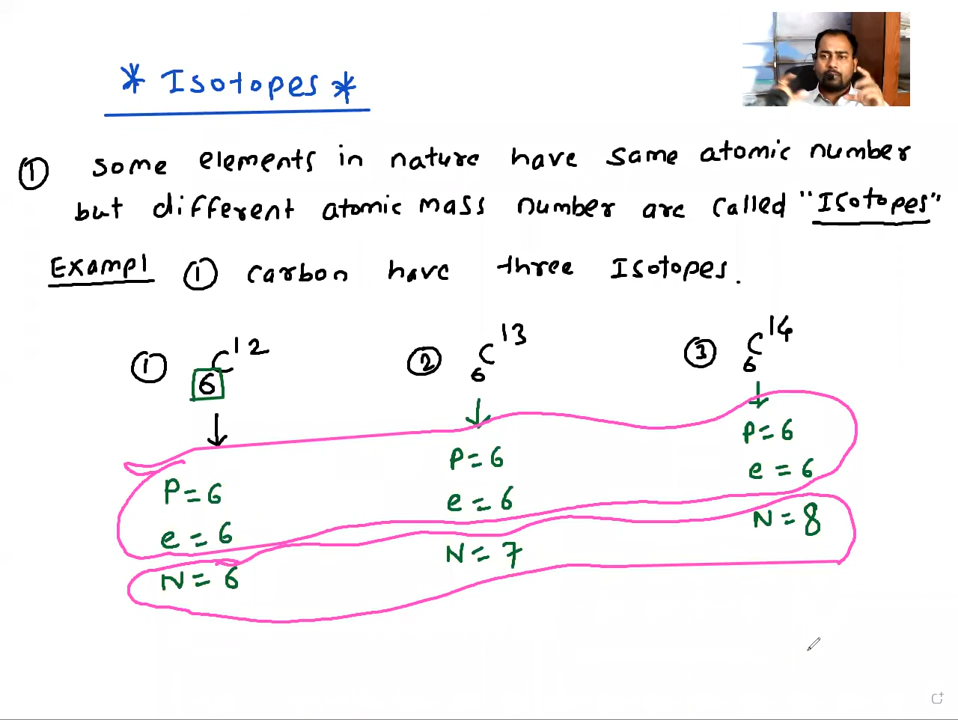 * Isotopes *
① some elements in nature have same atomic number
but different atomic mass number are called "Isotopes"
Exampl ① carbon have three Isotopes.
① ₆C¹² ② ₆C¹³ ③ ₆C¹⁴
P=6 P=6 P=6
e=6 e=6 e=6
N=6 N=7 N=8